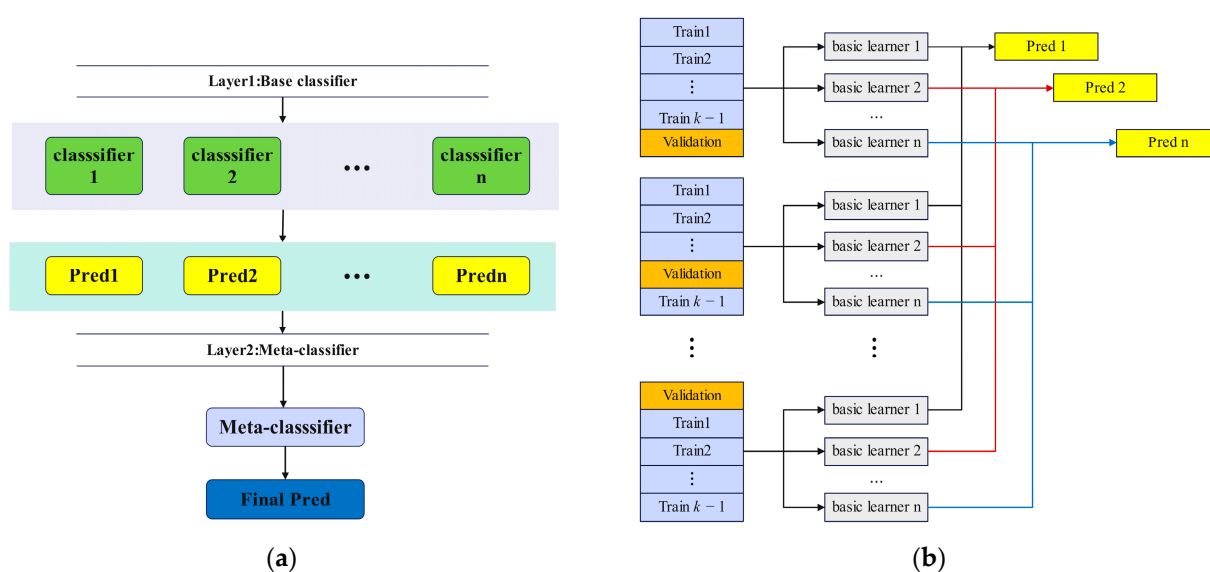 Layer1:Base classifier
classsifier
1
classsifier
2
•••
classsifier
n
Pred1
Pred2
•••
Predn
Layer2:Meta-classifier
Meta-classsifier
Final Pred
(a)
Train1
Train2
⋮
Train k − 1
Validation
basic learner 1
basic learner 2
...
basic learner n
Pred 1
Pred 2
Pred n
Train1
Train2
⋮
Validation
Train k − 1
basic learner 1
basic learner 2
...
basic learner n
⋮
⋮
Validation
Train1
Train2
⋮
Train k − 1
basic learner 1
basic learner 2
...
basic learner n
(b)